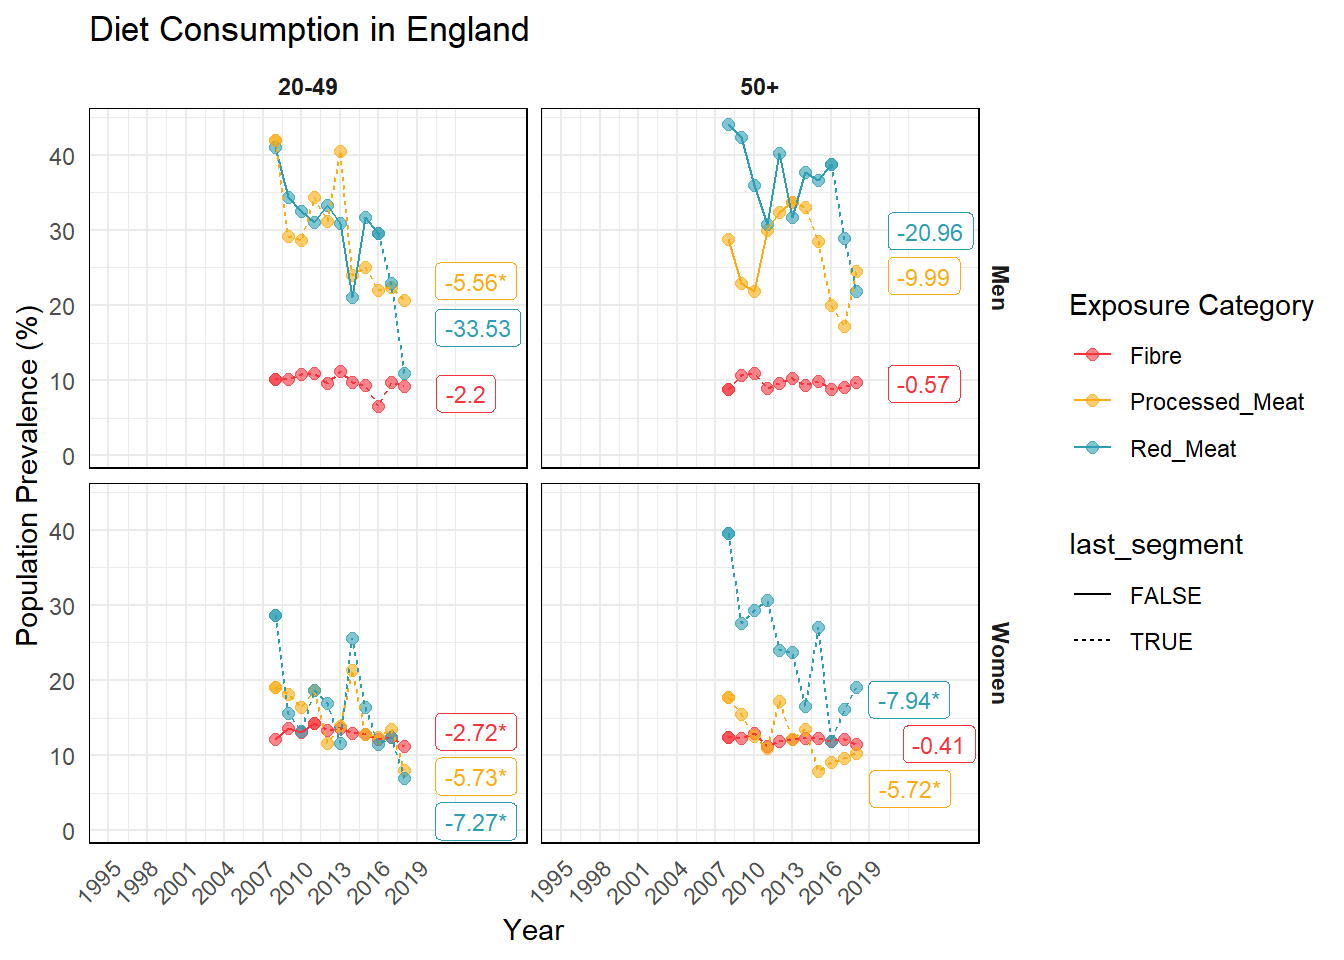 Diet Consumption in England
20-49
50+
Population Prevalence (%)
40
30
20
10
0
-5.56*
-33.53
-2.2
-20.96
-9.99
-0.57
Men
40
30
20
10
0
-2.72*
-5.73*
-7.27*
-7.94*
-0.41
-5.72*
Women
1995 1998 2001 2004 2007 2010 2013 2016 2019
1995 1998 2001 2004 2007 2010 2013 2016 2019
Year
Exposure Category
Fibre
Processed_Meat
Red_Meat
last_segment
FALSE
TRUE